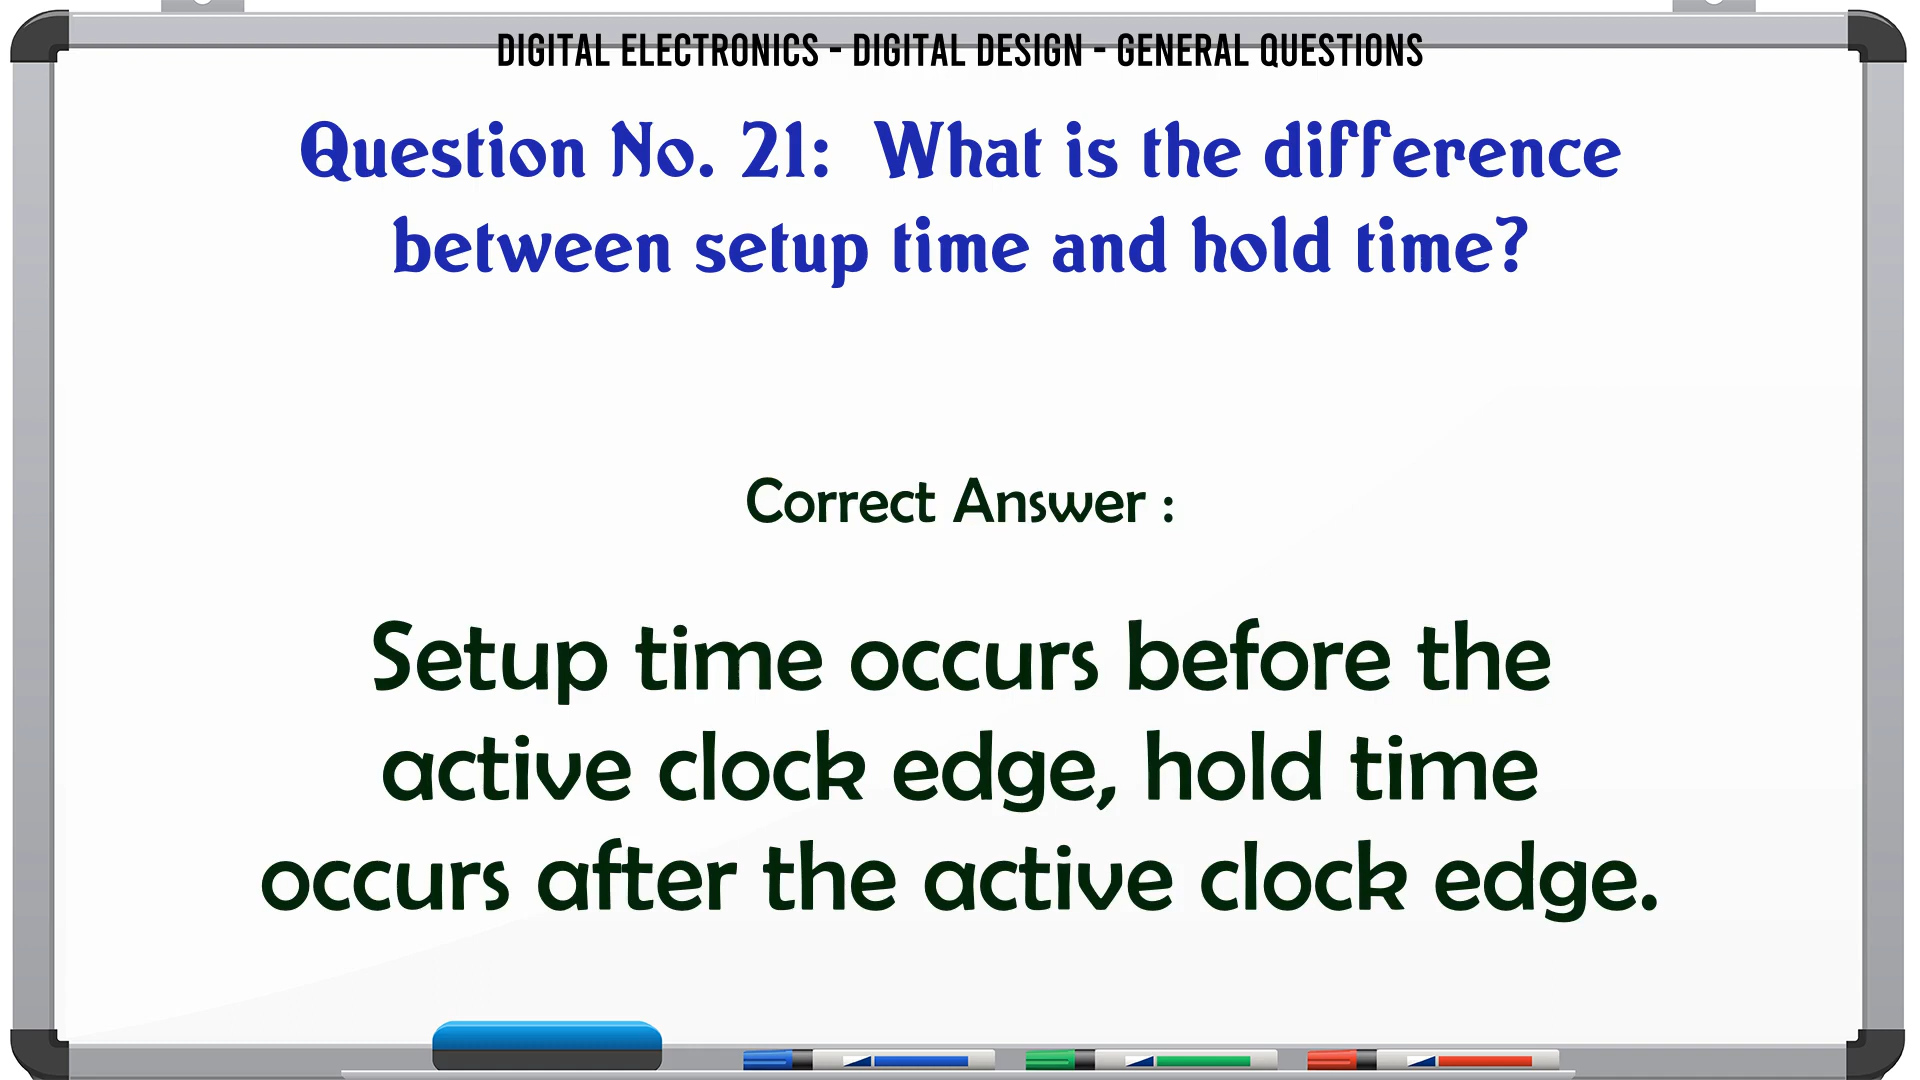 DIGITAL ELECTRONICS - DIGITAL DESIGN - GENERAL QUESTIONS
Question No. 21: What is the difference
between setup time and hold time?
Correct Answer :
Setup time occurs before the
active clock edge, hold time
occurs after the active clock edge.